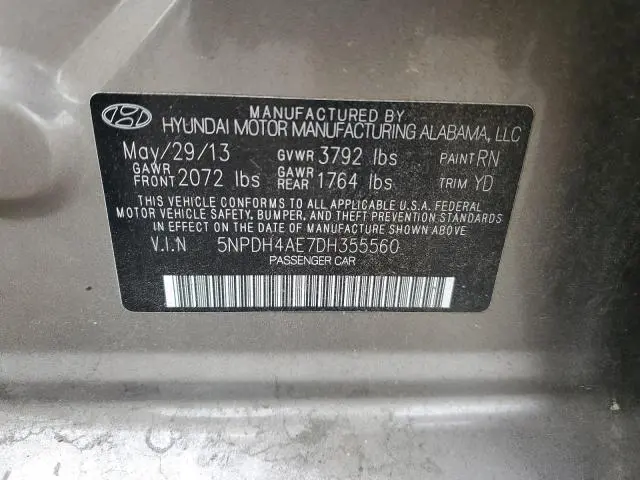 MANUFACTURED BY
HYUNDAI MOTOR MANUFACTURING ALABAMA, LLC
May/29/13 GVWR 3792 lbs PAINT RN
GAWR FRONT 2072 lbs GAWR REAR 1764 lbs TRIM YD
THIS VEHICLE CONFORMS TO ALL APPLICABLE U.S.A. FEDERAL
MOTOR VEHICLE SAFETY, BUMPER, AND THEFT PREVENTION STANDARDS
IN EFFECT ON THE DATE OF MANUFACTURE SHOWN ABOVE.
V.I.N 5NPDH4AE7DH355560
PASSENGER CAR